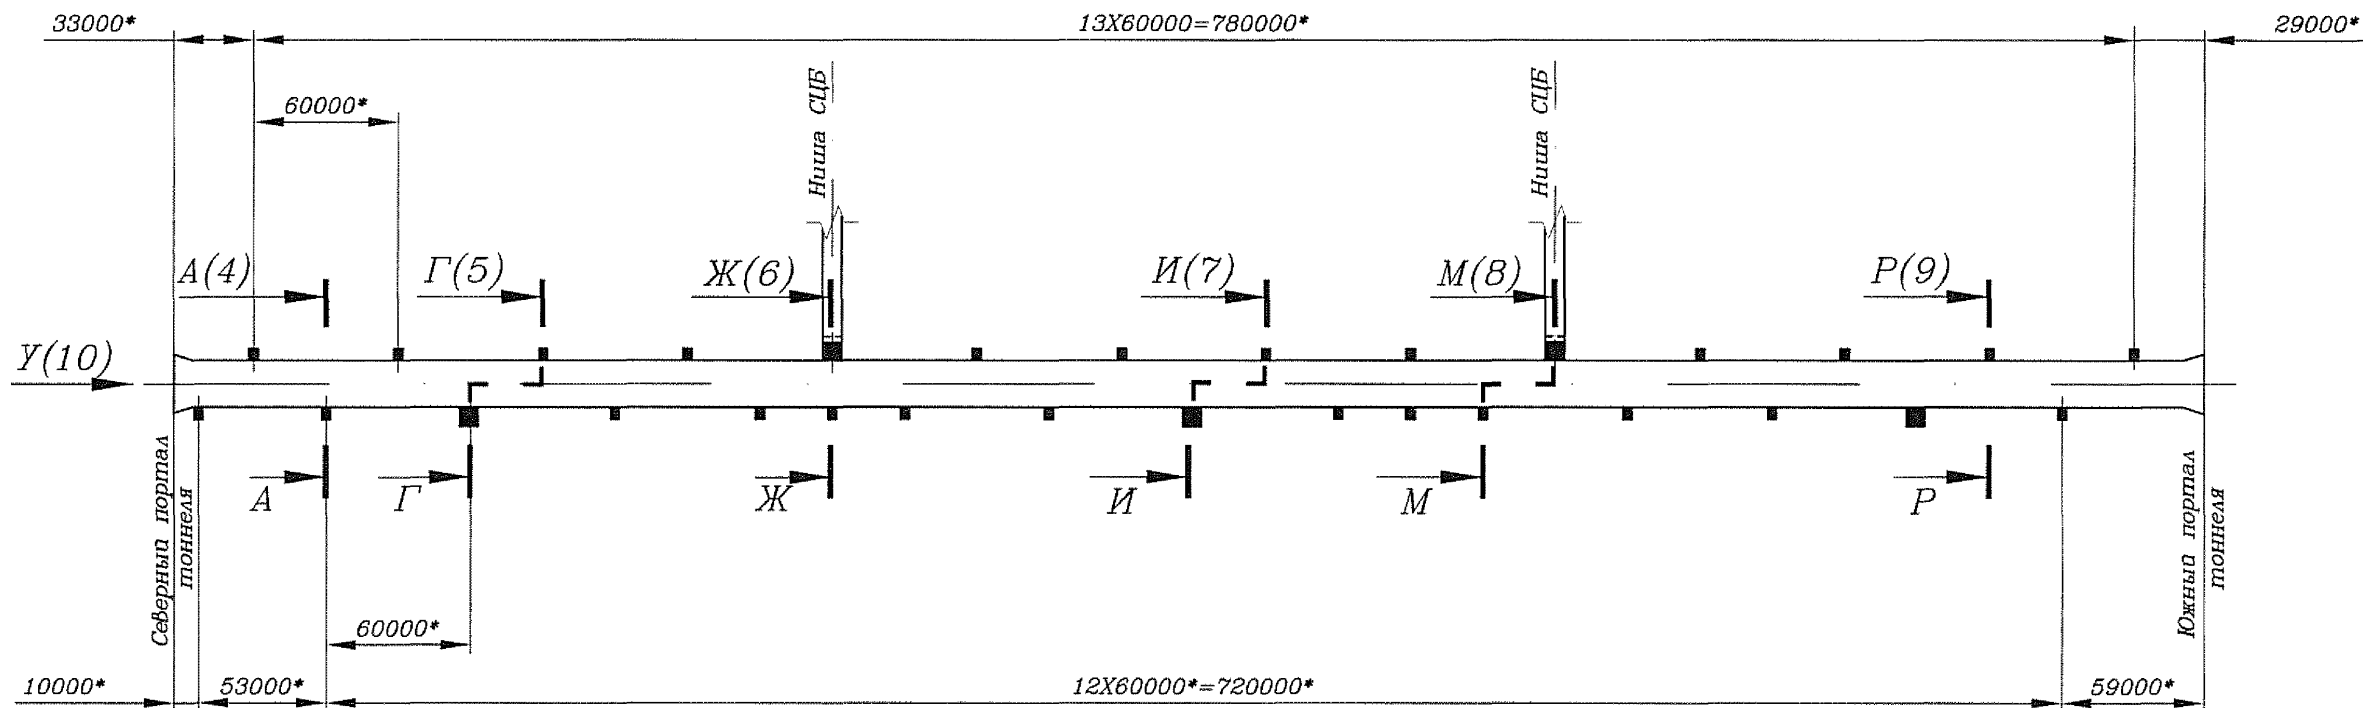 33000*
13X60000=780000*
29000*
60000*
Ниша СЦБ
Ниша СЦБ
А(4)
Г(5)
Ж(6)
И(7)
М(8)
Р(9)
У(10)
А
Г
Ж
И
М
Р
Северный портал
тоннеля
Южный портал
тоннеля
60000*
10000*
53000*
12X60000*=720000*
59000*